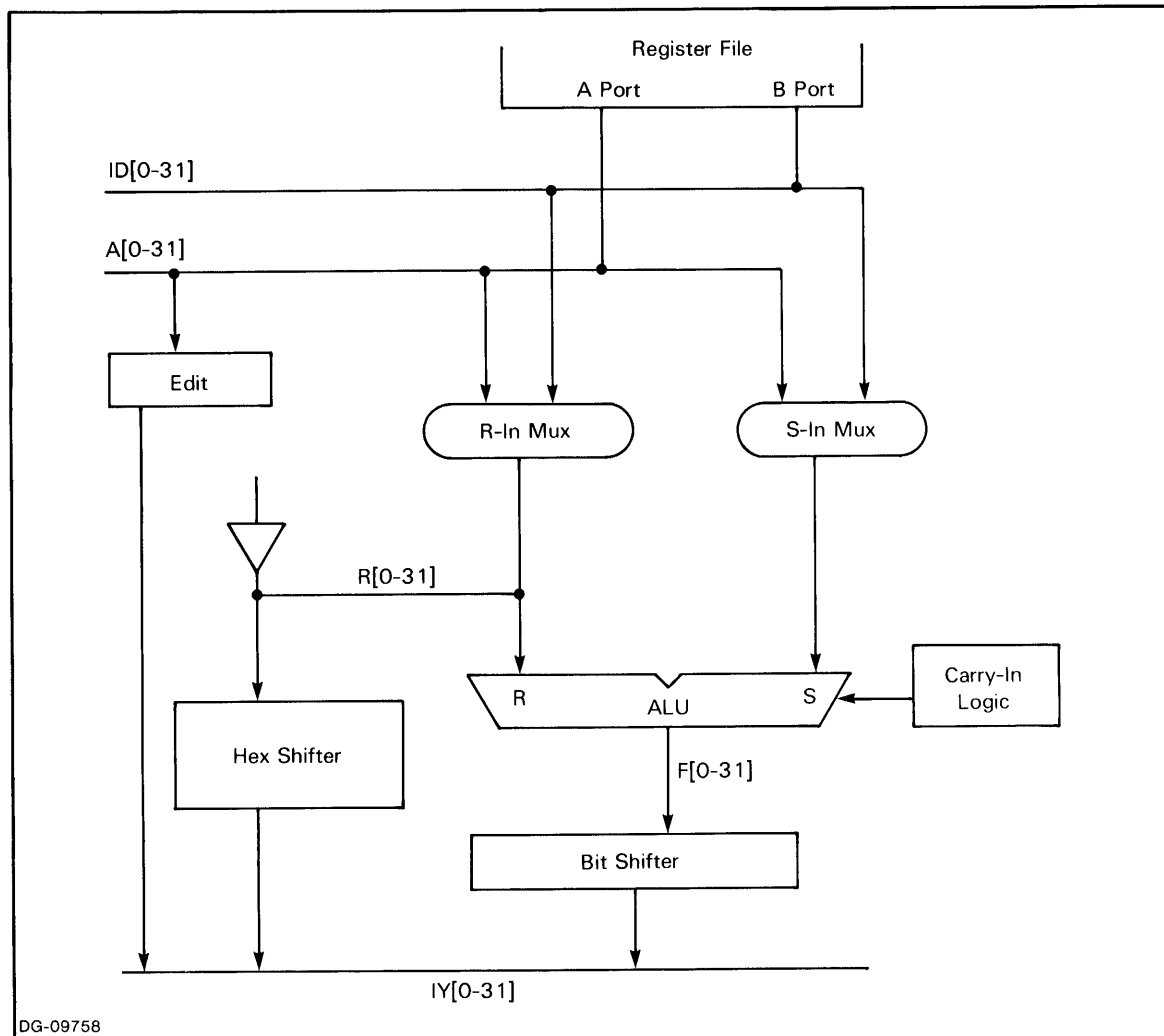 Register File
A Port
B Port
ID[0-31]
A[0-31]
Edit
R-In Mux
S-In Mux
R[0-31]
Carry-In
Logic
R
ALU
S
Hex Shifter
F[0-31]
Bit Shifter
IY[0-31]
DG-09758